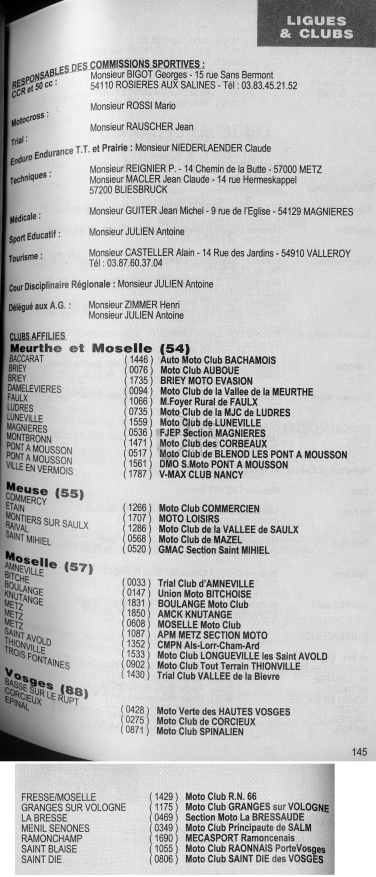 LIGUES
& CLUBS
RESPONSABLES DES COMMISSIONS SPORTIVES :
CCR et 50 cc : Monsieur BIGOT Georges - 15 rue Sans Bermont
54110 ROSIERES AUX SALINES - Tél : 03.83.45.21.52
Motocross : Monsieur ROSSI Mario
Trial : Monsieur RAUSCHER Jean
Enduro Endurance T.T. et Prairie : Monsieur NIEDERLAENDER Claude
Techniques : Monsieur REIGNIER P. - 14 Chemin de la Butte - 57000 METZ
Monsieur MACLER Jean Claude - 14 rue Hermeskappel
57200 BLIESBRUCK
Médicale : Monsieur GUITER Jean Michel - 9 rue de l'Eglise - 54129 MAGNIERES
Sport Educatif : Monsieur JULIEN Antoine
Tourisme : Monsieur CASTELLER Alain - 14 Rue des Jardins - 54910 VALLEROY
Tél : 03.87.60.37.04
Cour Disciplinaire Régionale : Monsieur JULIEN Antoine
Délégué aux A.G. : Monsieur ZIMMER Henri
Monsieur JULIEN Antoine
CLUBS AFFILIES
Meurthe et Moselle (54)
BACCARAT (1446) Auto Moto Club BACHAMOIS
BRIEY (0076) Moto Club AUBOUE
BRIEY (1735) BRIEY MOTO EVASION
DAMELEVIERES (0094) Moto Club de la Vallee de la MEURTHE
FAULX (1066) M.Foyer Rural de FAULX
LUDRES (0735) Moto Club de la MJC de LUDRES
LUNEVILLE (1559) Moto Club de LUNEVILLE
MAGNIERES (0536) FJEP Section MAGNIERES
MONTBRONN (1471) Moto Club des CORBEAUX
PONT A MOUSSON (0517) Moto Club de BLENOD LES PONT A MOUSSON
PONT A MOUSSON (1561) DMO S.Moto PONT A MOUSSON
VILLE EN VERMOIS (1787) V-MAX CLUB NANCY
Meuse (55)
COMMERCY (1266) Moto Club COMMERCIEN
ETAIN (1707) MOTO LOISIRS
MONTIERS SUR SAULX (1286) Moto Club de la VALLEE de SAULX
RAIVAL (0568) Moto Club de MAZEL
SAINT MIHIEL (0520) GMAC Section Saint MIHIEL
Moselle (57)
AMNEVILLE (0033) Trial Club d'AMNEVILLE
BITCHE (0147) Union Moto BITCHOISE
BOULANGE (1831) BOULANGE Moto Club
KNUTANGE (1850) AMCK KNUTANGE
METZ (0608) MOSELLE Moto Club
METZ (1087) APM METZ SECTION MOTO
METZ (1352) CMPN Als-Lorr-Cham-Ard
SAINT AVOLD (1533) Moto Club LONGUEVILLE les Saint AVOLD
THIONVILLE (0902) Moto Club Tout Terrain THIONVILLE
TROIS FONTAINES (1430) Trial Club VALLEE de la Bievre
Vosges (88)
BASSE SUR LE RUPT (0428) Moto Verte des HAUTES VOSGES
CORCIEUX (0275) Moto Club de CORCIEUX
EPINAL (0871) Moto Club SPINALIEN
145
FRESSE/MOSELLE (1429) Moto Club R.N. 66
GRANGES SUR VOLOGNE (1175) Moto Club GRANGES sur VOLOGNE
LA BRESSE (0469) Section Moto La BRESSAUDE
MENIL SENONES (0349) Moto Club Principaute de SALM
RAMONCHAMP (1690) MECASPORT Ramoncenais
SAINT BLAISE (1055) Moto Club RAONNAIS PorteVosges
SAINT DIE (0806) Moto Club SAINT DIE des VOSGES